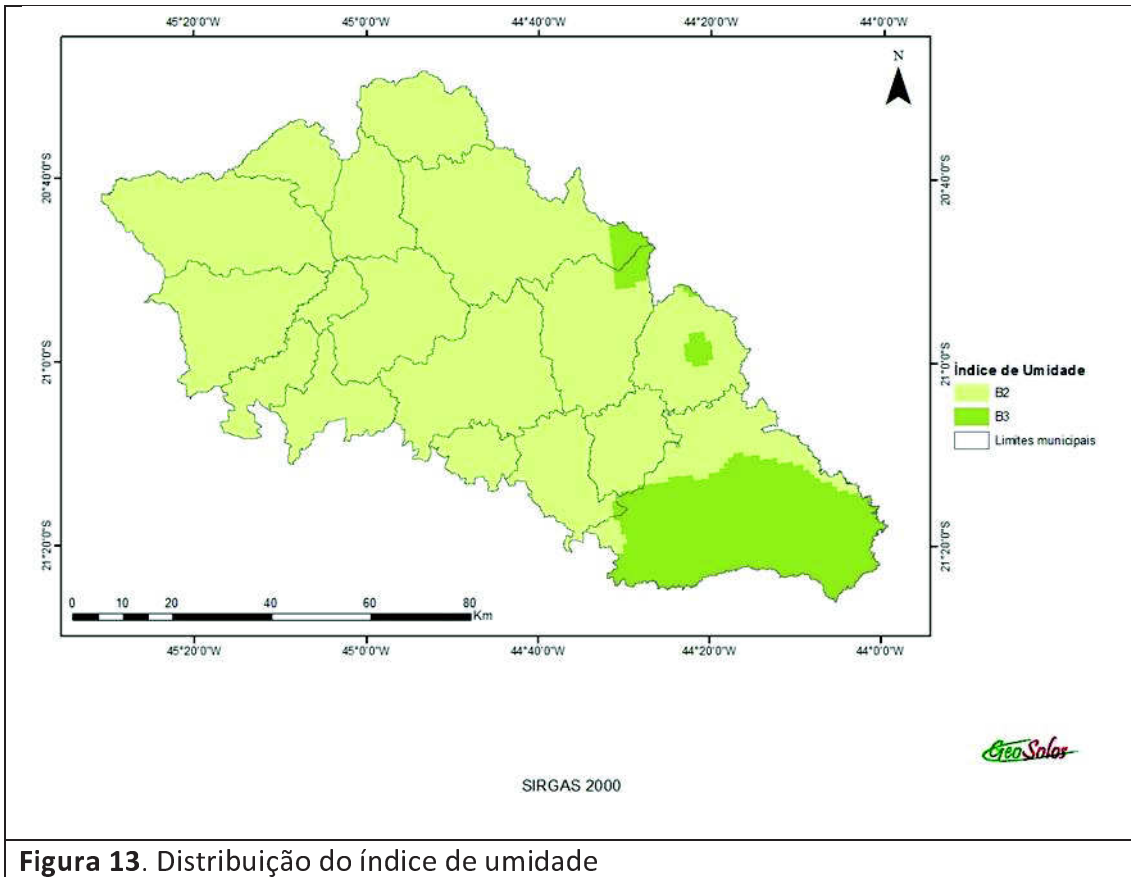 45°20'0"W 45°0'0"W 44°40'0"W 44°20'0"W 44°0'0"W
N
20°40'0"S 20°40'0"S
21°0'0"S 21°0'0"S
Índice de Umidade
B2
B3
Limites municipais
21°20'0"S 21°20'0"S
0 10 20 40 60 80
Km
45°20'0"W 45°0'0"W 44°40'0"W 44°20'0"W 44°0'0"W
GeoSolos
SIRGAS 2000
Figura 13. Distribuição do índice de umidade